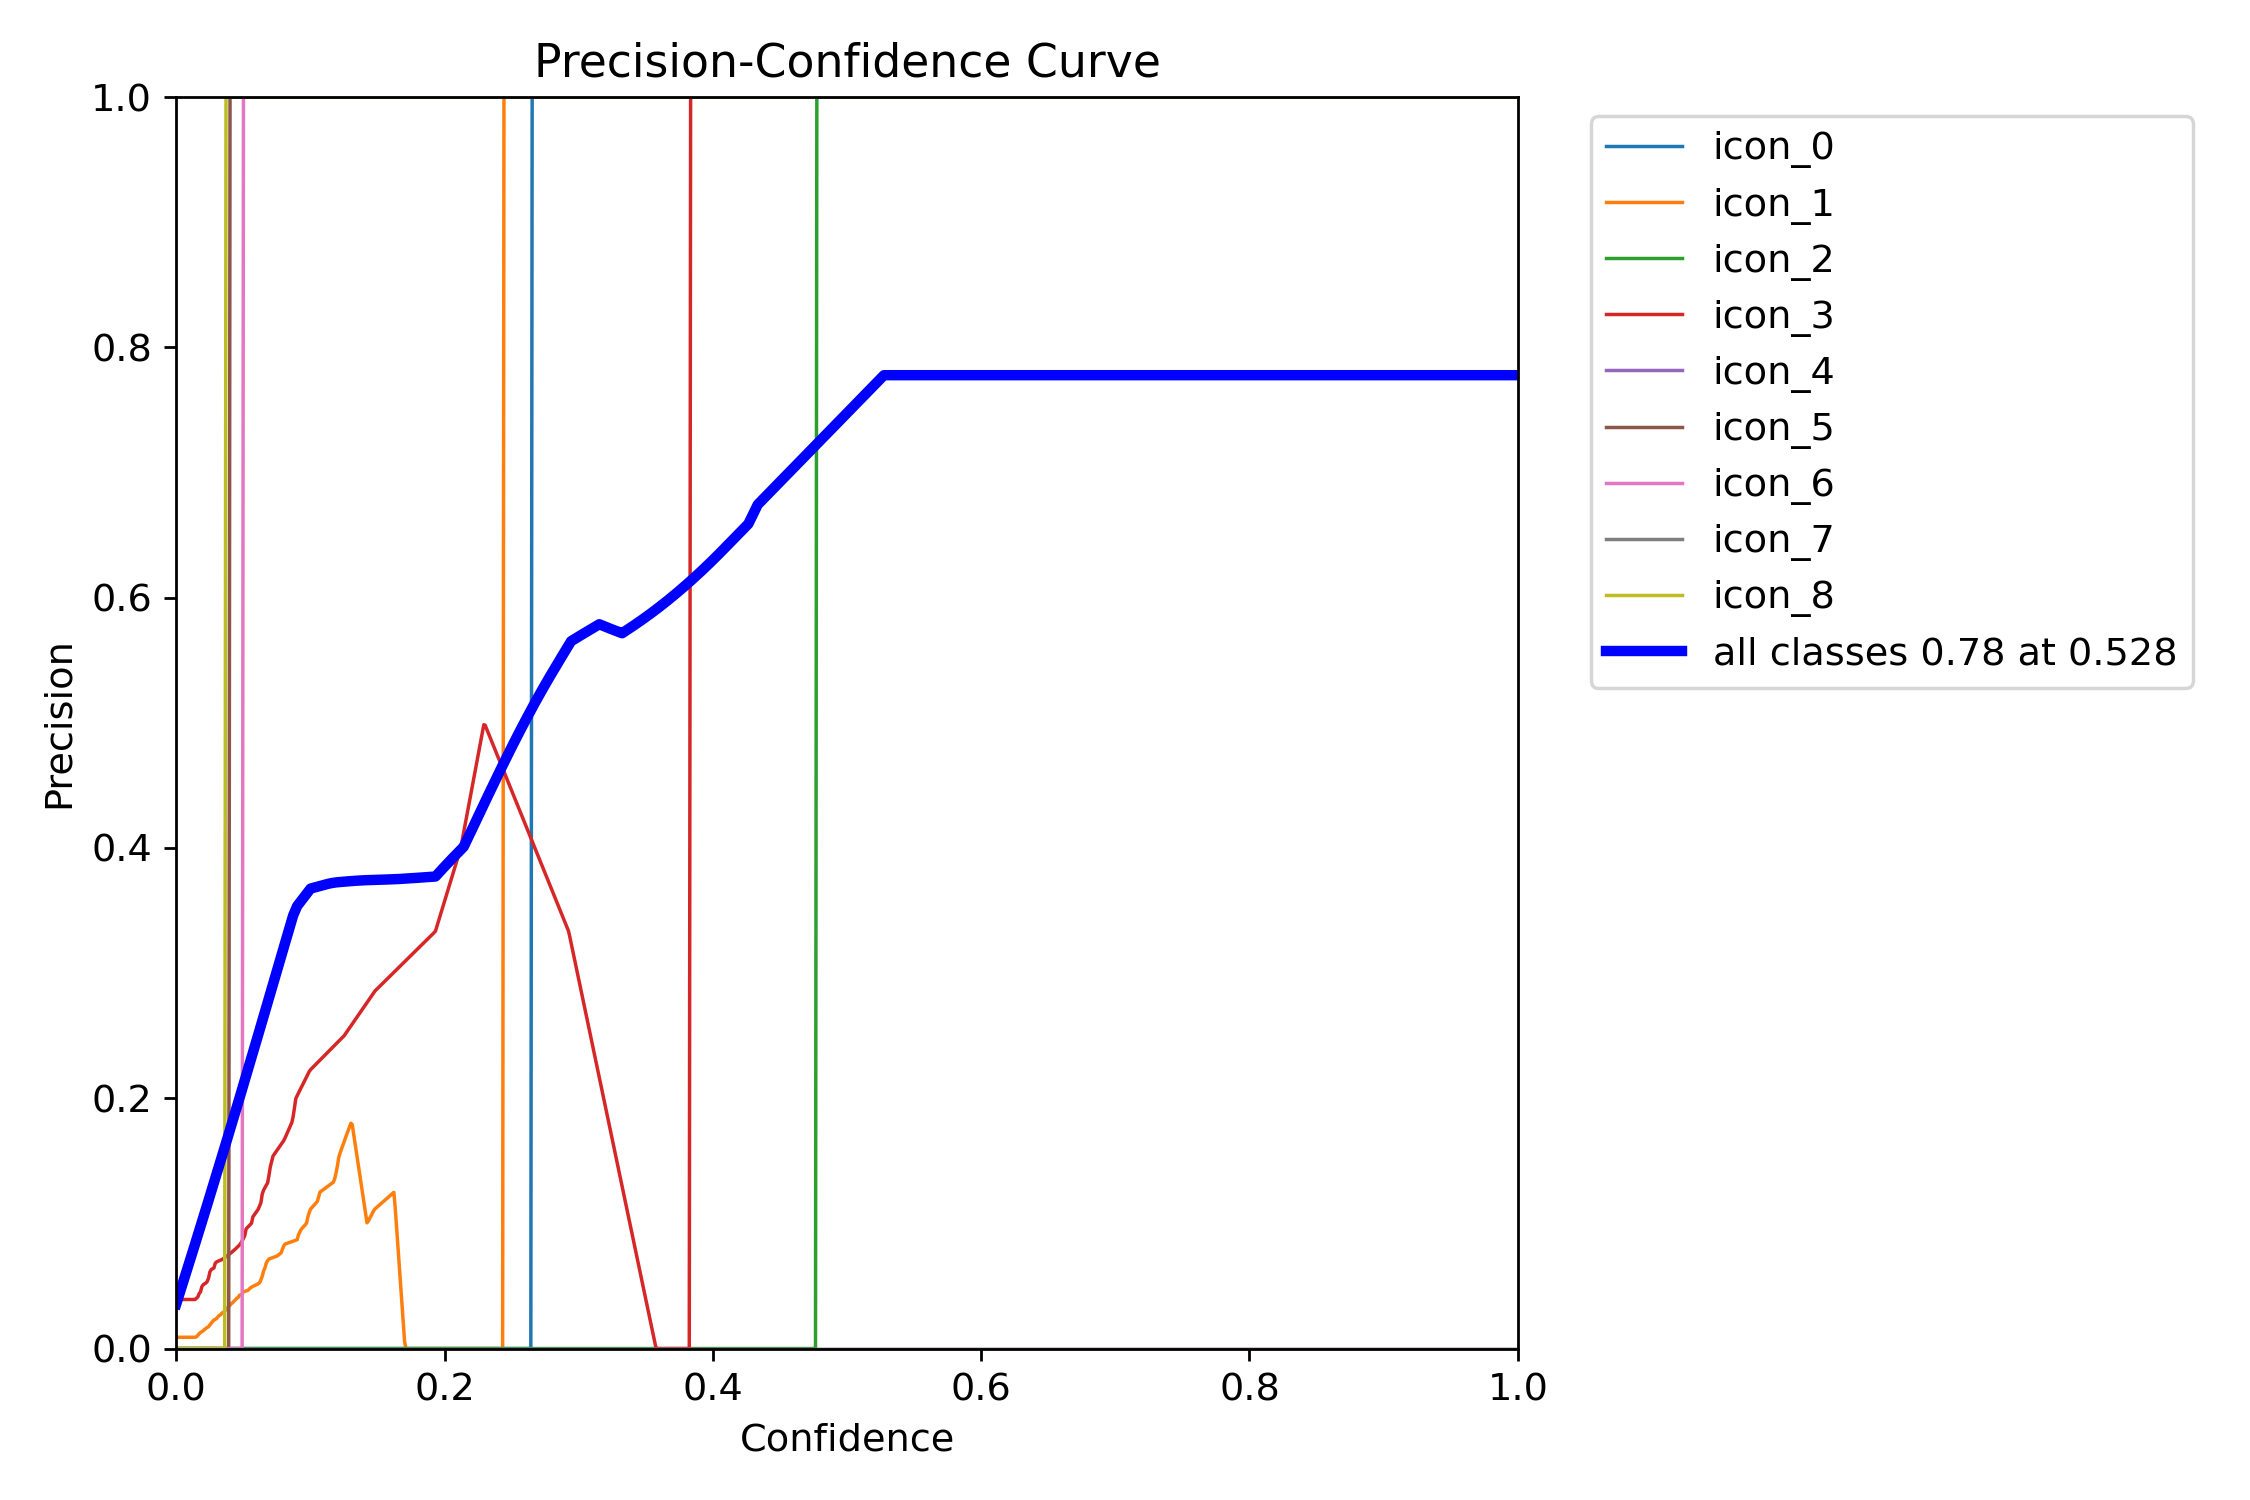 Precision-Confidence Curve
1.0
0.8
0.6
0.4
0.2
0.0
Precision
0.0 0.2 0.4 0.6 0.8 1.0
Confidence
icon_0
icon_1
icon_2
icon_3
icon_4
icon_5
icon_6
icon_7
icon_8
all classes 0.78 at 0.528